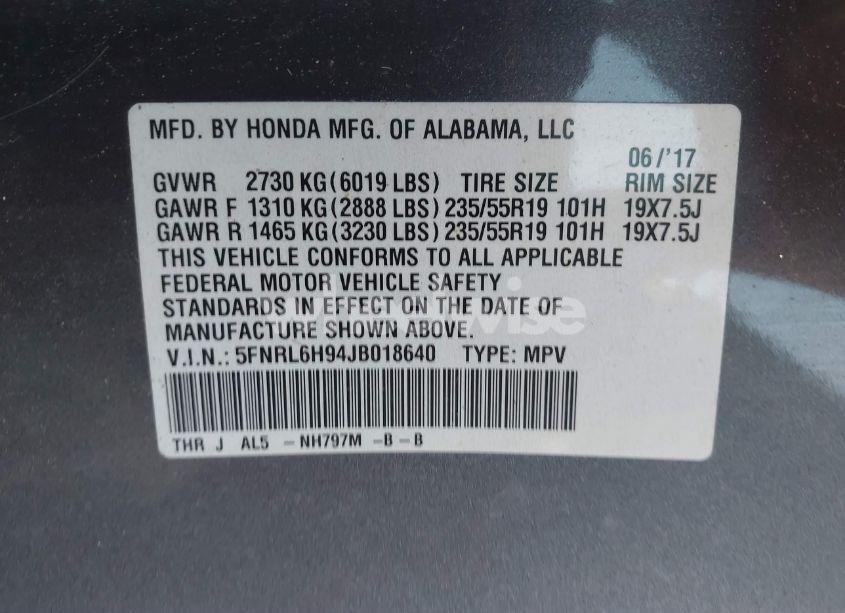 MFD. BY HONDA MFG. OF ALABAMA, LLC
06/'17
GVWR 2730 KG(6019 LBS) TIRE SIZE RIM SIZE
GAWR F 1310 KG(2888 LBS) 235/55R19 101H 19X7.5J
GAWR R 1465 KG(3230 LBS) 235/55R19 101H 19X7.5J
THIS VEHICLE CONFORMS TO ALL APPLICABLE
FEDERAL MOTOR VEHICLE SAFETY
STANDARDS IN EFFECT ON THE DATE OF
MANUFACTURE SHOWN ABOVE.
V.I.N.: 5FNRL6H94JB018640 TYPE: MPV
THR J AL5 -NH797M -B-B